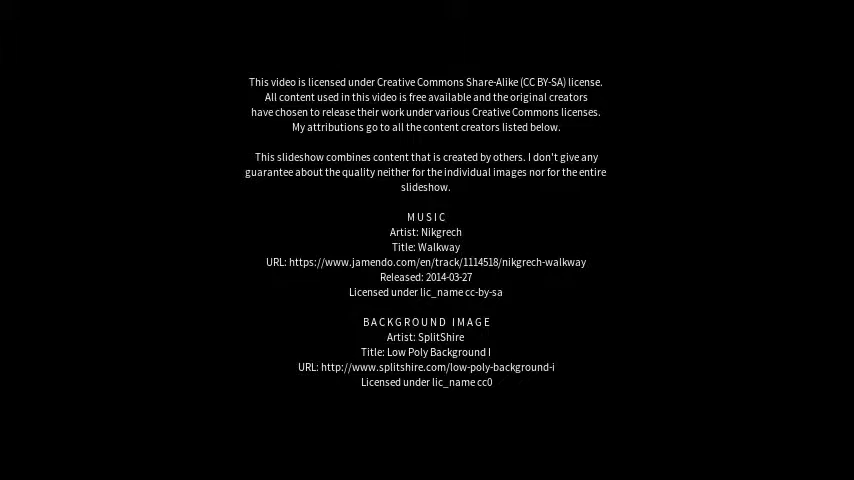 This video is licensed under Creative Commons Share-Alike (CC BY-SA) license.
All content used in this video is free available and the original creators
have chosen to release their work under various Creative Commons licenses.
My attributions go to all the content creators listed below.
This slideshow combines content that is created by others. I don't give any
guarantee about the quality neither for the individual images nor for the entire
slideshow.
MUSIC
Artist: Nikgrech
Title: Walkway
URL: https://www.jamendo.com/en/track/1114518/nikgrech-walkway
Released: 2014-03-27
Licensed under lic_name cc-by-sa
BACKGROUND IMAGE
Artist: SplitShire
Title: Low Poly Background I
URL: http://www.splitshire.com/low-poly-background-i
Licensed under lic_name cc0